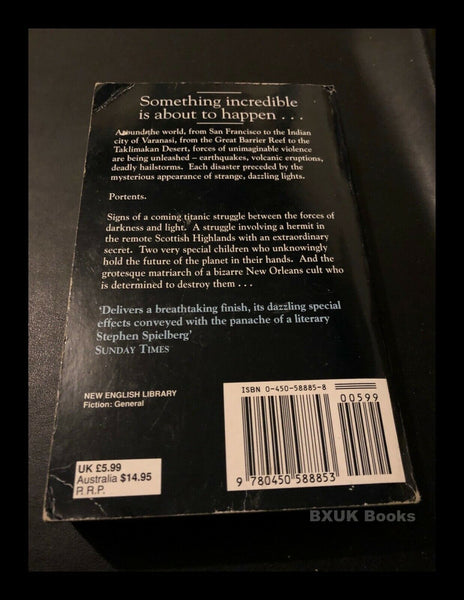 Something incredible
is about to happen . . .
Around the world, from San Francisco to the Indian
city of Varanasi, from the Great Barrier Reef to the
Taklimakan Desert, forces of unimaginable violence
are being unleashed – earthquakes, volcanic eruptions,
deadly hailstorms. Each disaster preceded by the
mysterious appearance of strange, dazzling lights.
Portents.
Signs of a coming titanic struggle between the forces of
darkness and light. A struggle involving a hermit in
the remote Scottish Highlands with an extraordinary
secret. Two very special children who unknowingly
hold the future of the planet in their hands. And the
grotesque matriarch of a bizarre New Orleans cult who
is determined to destroy them . . .
‘Delivers a breathtaking finish, its dazzling special
effects conveyed with the panache of a literary
Stephen Spielberg’
SUNDAY TIMES
NEW ENGLISH LIBRARY
Fiction: General
ISBN 0-450-58885-8
00599
9 780450 588853
UK £5.99
Australia $14.95
P. R.P.
BXUK Books